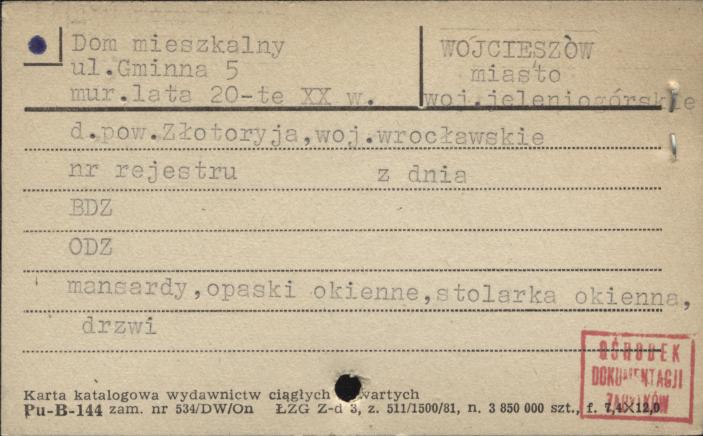 Dom mieszkalny
ul.Gminna 5
mur.lata 20-te XX w.
WOJCIESZÓW
miasto
woj.jeleniogórskie
d.pow.Złotoryja,woj.wrocławskie
nr rejestru z dnia
BDZ
ODZ
mansardy,opaski okienne,stolarka okienna,
drzwi
OŚRODEK
DOKUMENTACJI
ZABYTKÓW
Karta katalogowa wydawnictw ciągłych otwartych
Pu-B-144 zam. nr 534/DW/On ŁZG Z-d 3, z. 511/1500/81, n. 3 850 000 szt., f. 7,4×12,0